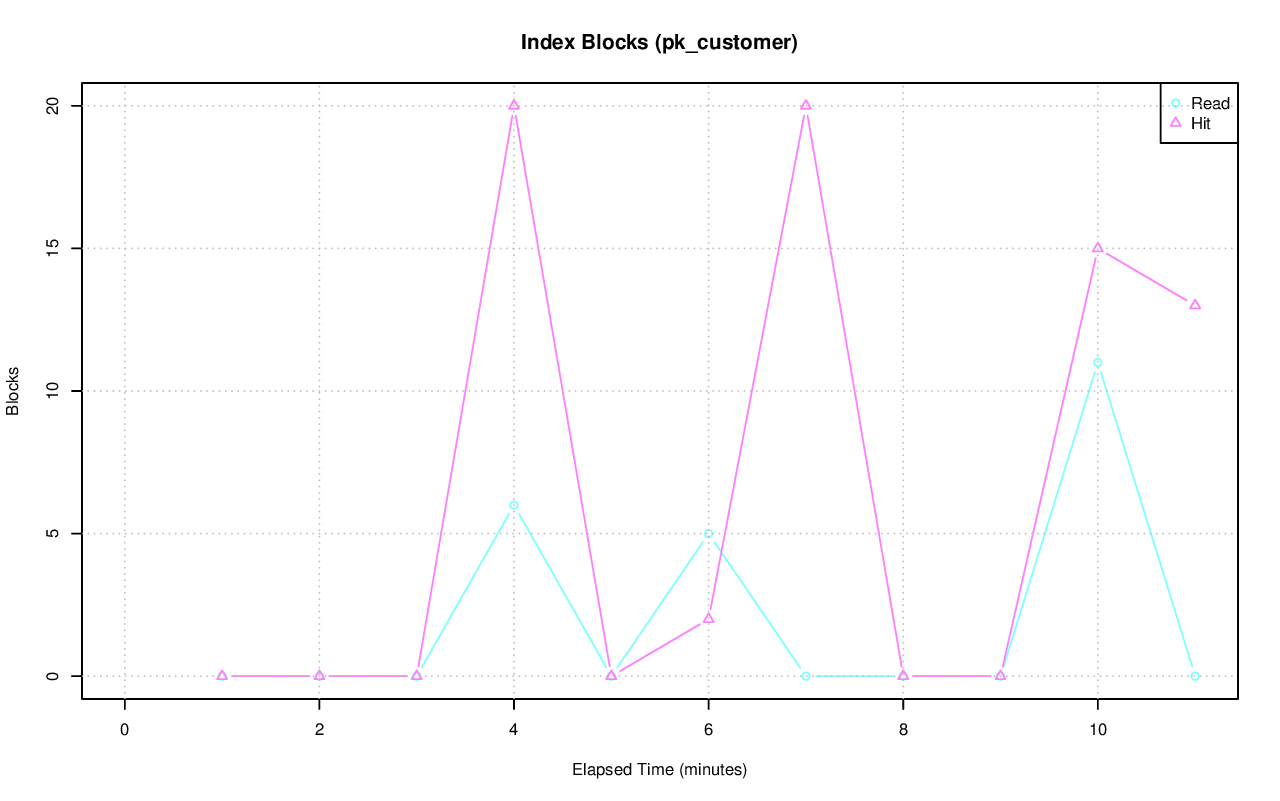 Index Blocks (pk_customer)
Read
Hit
20
15
10
5
0
Blocks
0 2 4 6 8 10
Elapsed Time (minutes)